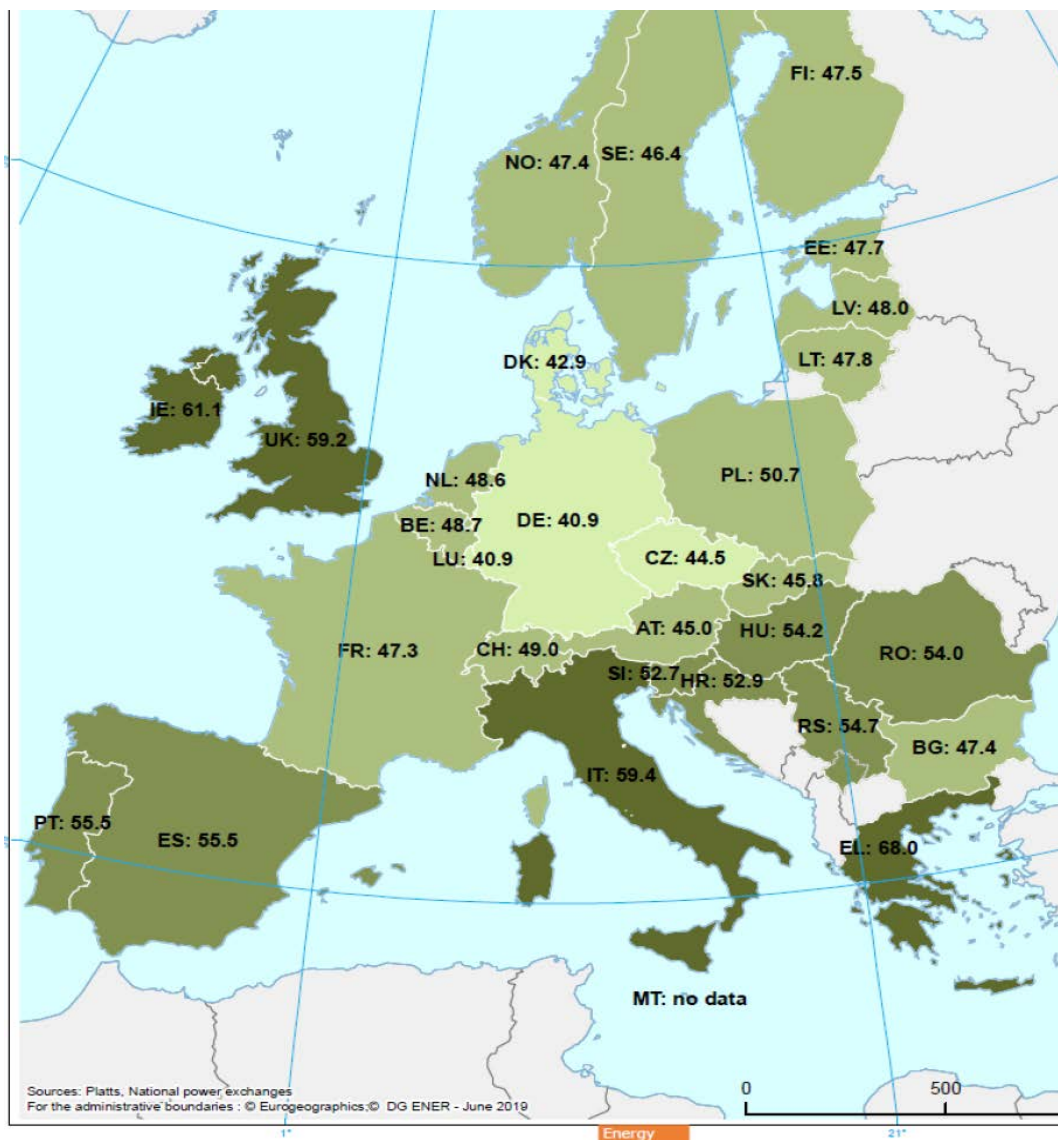 FI: 47.5
NO: 47.4
SE: 46.4
EE: 47.7
LV: 48.0
LT: 47.8
DK: 42.9
IE: 61.1
UK: 59.2
NL: 48.6
PL: 50.7
BE: 48.7
DE: 40.9
LU: 40.9
CZ: 44.5
SK: 45.8
AT: 45.0
HU: 54.2
FR: 47.3
CH: 49.0
RO: 54.0
SI: 52.7
HR: 52.9
RS: 54.7
BG: 47.4
IT: 59.4
PT: 55.5
ES: 55.5
EL: 68.0
MT: no data
Sources: Platts, National power exchanges
For the administrative boundaries : © Eurogeographics;© DG ENER - June 2019
0 500
1° 21°
Energy